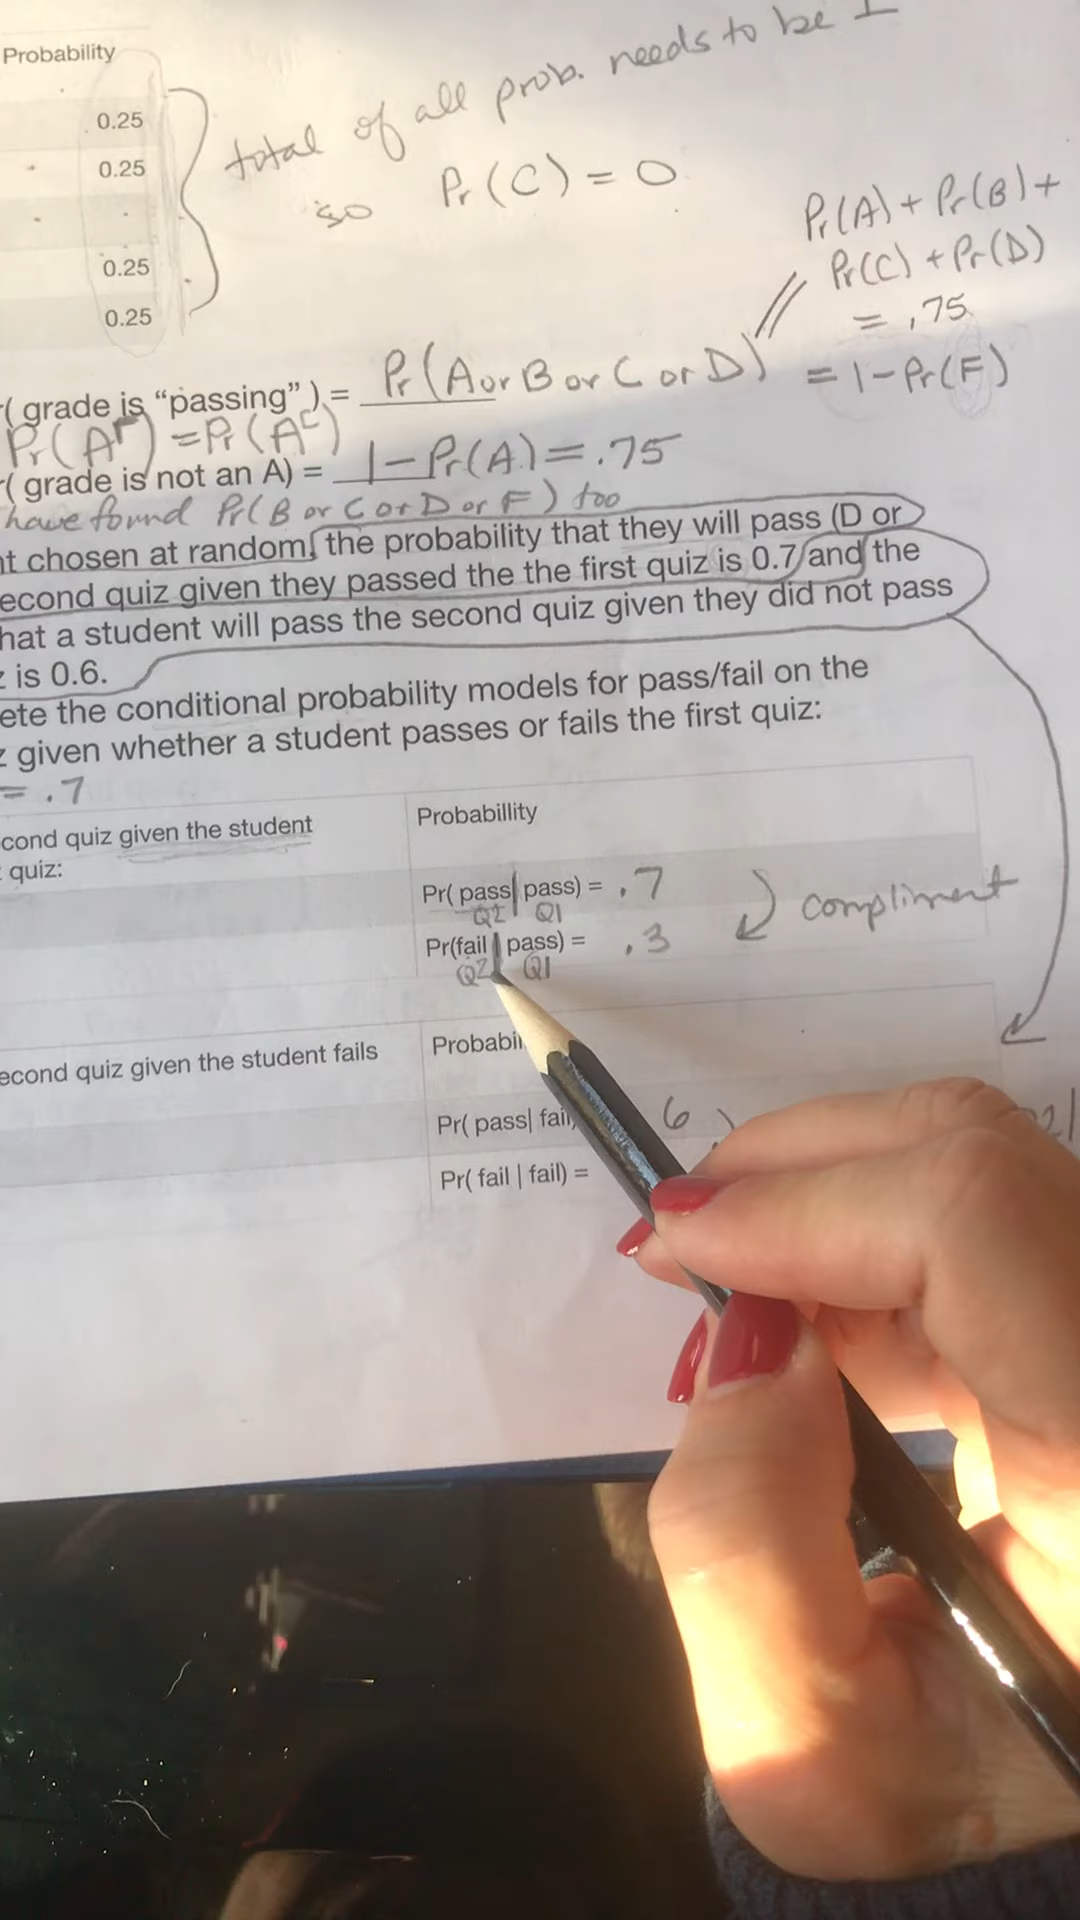 Probability
0.25
0.25
0.25
0.25
total of all prob. needs to be 1
so Pr(C) = 0
Pr(A) + Pr(B) +
Pr(C) + Pr(D)
= .75
( grade is “passing” ) = Pr(A or B or C or D) = 1 - Pr(F)
= Pr(A^c)
( grade is not an A) = 1 - Pr(A) = .75
have found Pr(B or C or D or F) too
nt chosen at random, the probability that they will pass (D or
econd quiz given they passed the the first quiz is 0.7 and the
hat a student will pass the second quiz given they did not pass
z is 0.6.
ete the conditional probability models for pass/fail on the
z given whether a student passes or fails the first quiz:
= .7
cond quiz given the student
quiz:
Probabillity
Pr( pass| pass) = .7
Q2 Q1
Pr(fail | pass) = .3
Q2 Q1
compliment
econd quiz given the student fails
Probabil
Pr( pass| fail) 6
Pr( fail | fail) =